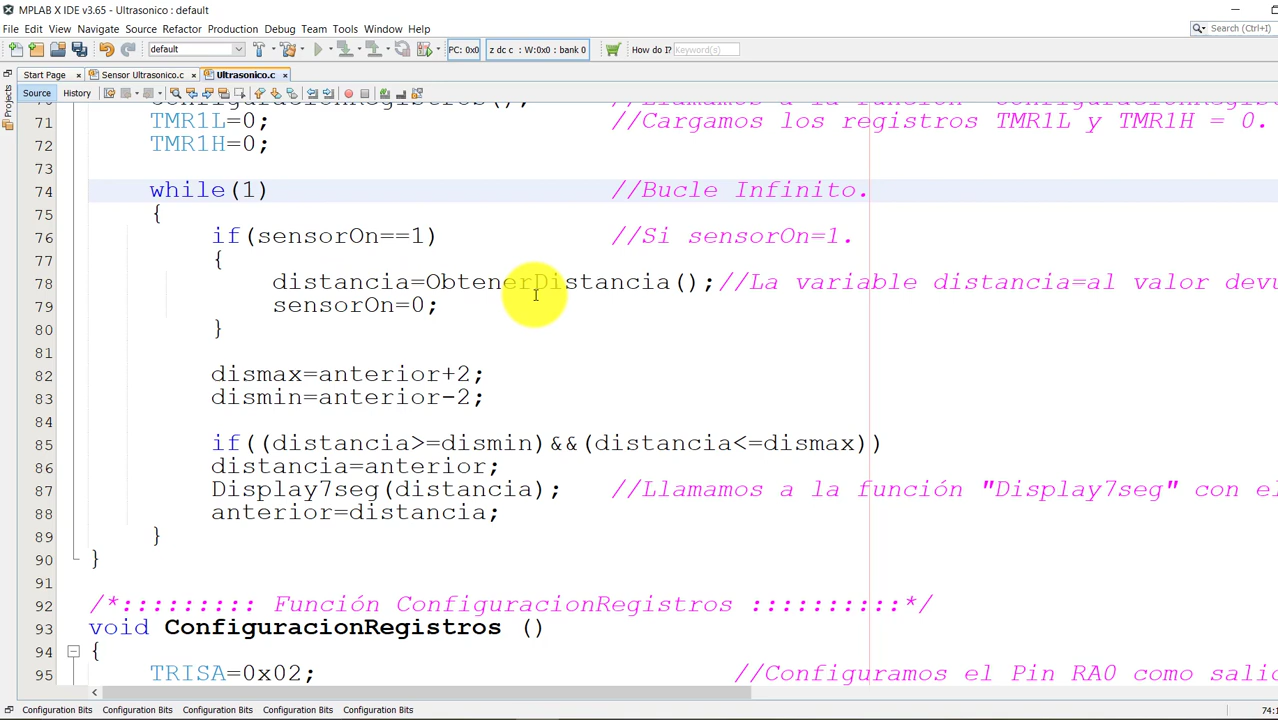 MPLAB X IDE v3.65 - Ultrasonico : default
File Edit View Navigate Source Refactor Production Debug Team Tools Window Help
Search (Ctrl+I)
default
PC: 0x0
z dc c : W:0x0 : bank 0
How do I?
Keyword(s)
Start Page
Sensor Ultrasonico.c
Ultrasonico.c
Projects
Source History
71 TMR1L=0; //Cargamos los registros TMR1L y TMR1H = 0.
72 TMR1H=0;
73
74 while(1) //Bucle Infinito.
75 {
76 if(sensorOn==1) //Si sensorOn=1.
77 {
78 distancia=ObtenerDistancia();//La variable distancia=al valor devu
79 sensorOn=0;
80 }
81
82 dismax=anterior+2;
83 dismin=anterior-2;
84
85 if((distancia>=dismin)&&(distancia<=dismax))
86 distancia=anterior;
87 Display7seg(distancia); //Llamamos a la función "Display7seg" con el
88 anterior=distancia;
89 }
90 }
91
92 /*::::::::: Función ConfiguracionRegistros ::::::::::*/
93 void ConfiguracionRegistros ()
94 {
95 TRISA=0x02; //Configuramos el Pin RA0 como salid
Configuration Bits Configuration Bits Configuration Bits Configuration Bits Configuration Bits